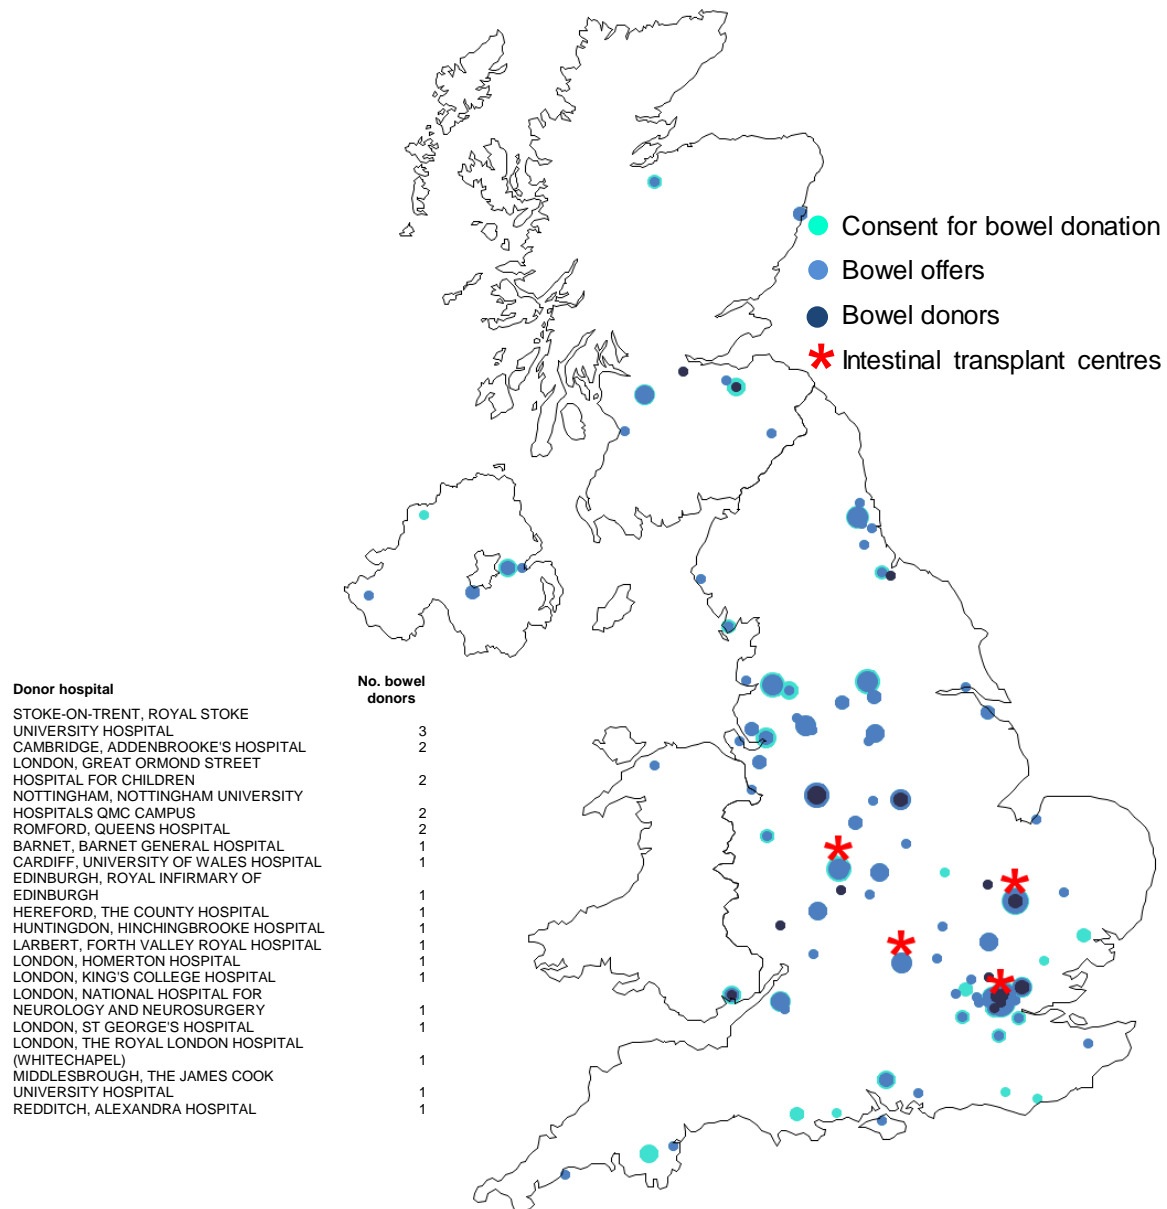 Consent for bowel donation
Bowel offers
Bowel donors
Intestinal transplant centres
Donor hospital No. bowel
donors
STOKE-ON-TRENT, ROYAL STOKE
UNIVERSITY HOSPITAL 3
CAMBRIDGE, ADDENBROOKE'S HOSPITAL 2
LONDON, GREAT ORMOND STREET
HOSPITAL FOR CHILDREN 2
NOTTINGHAM, NOTTINGHAM UNIVERSITY
HOSPITALS QMC CAMPUS 2
ROMFORD, QUEENS HOSPITAL 2
BARNET, BARNET GENERAL HOSPITAL 1
CARDIFF, UNIVERSITY OF WALES HOSPITAL 1
EDINBURGH, ROYAL INFIRMARY OF
EDINBURGH 1
HEREFORD, THE COUNTY HOSPITAL 1
HUNTINGDON, HINCHINGBROOKE HOSPITAL 1
LARBERT, FORTH VALLEY ROYAL HOSPITAL 1
LONDON, HOMERTON HOSPITAL 1
LONDON, KING'S COLLEGE HOSPITAL 1
LONDON, NATIONAL HOSPITAL FOR
NEUROLOGY AND NEUROSURGERY 1
LONDON, ST GEORGE'S HOSPITAL 1
LONDON, THE ROYAL LONDON HOSPITAL
(WHITECHAPEL) 1
MIDDLESBROUGH, THE JAMES COOK
UNIVERSITY HOSPITAL 1
REDDITCH, ALEXANDRA HOSPITAL 1